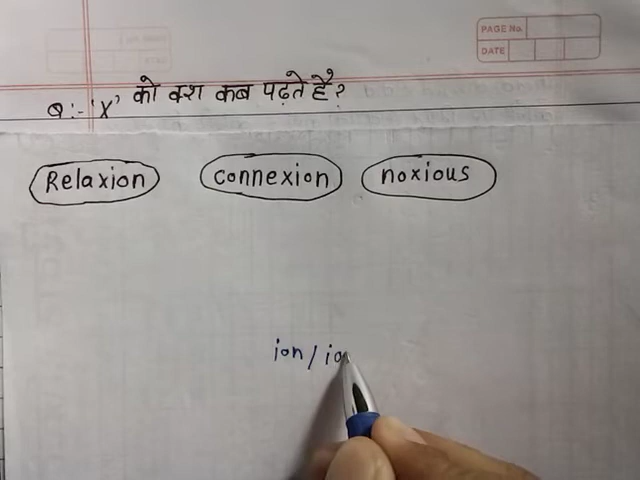 PAGE No.
DATE
Q:- 'X' को क्श कब पढ़ते हैं?
Relaxion connexion noxious
ion / io